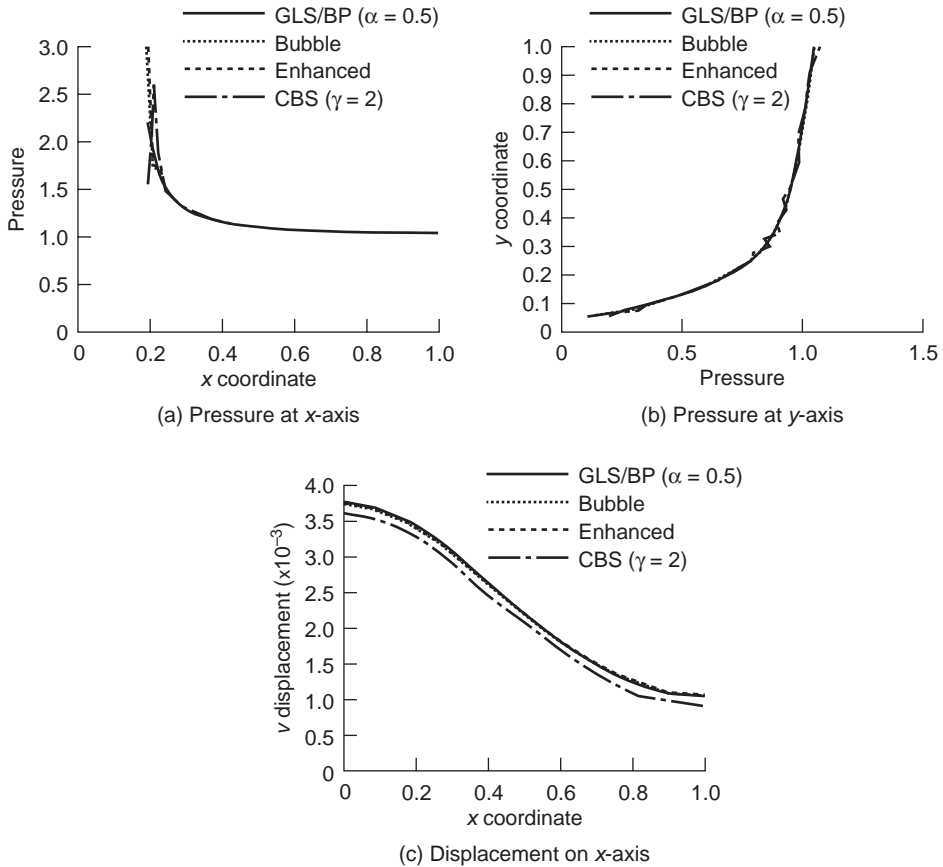 GLS/BP (α = 0.5)
Bubble
Enhanced
CBS (γ = 2)
3.0
2.5
2.0
1.5
1.0
0.5
0
Pressure
0 0.2 0.4 0.6 0.8 1.0
x coordinate
(a) Pressure at x-axis
GLS/BP (α = 0.5)
Bubble
Enhanced
CBS (γ = 2)
1.0
0.9
0.8
0.7
0.6
0.5
0.4
0.3
0.2
0.1
0
y coordinate
0 0.5 1.0 1.5
Pressure
(b) Pressure at y-axis
GLS/BP (α = 0.5)
Bubble
Enhanced
CBS (γ = 2)
4.0
3.5
3.0
2.5
2.0
1.5
1.0
0.5
0
v displacement (x10⁻³)
0 0.2 0.4 0.6 0.8 1.0
x coordinate
(c) Displacement on x-axis